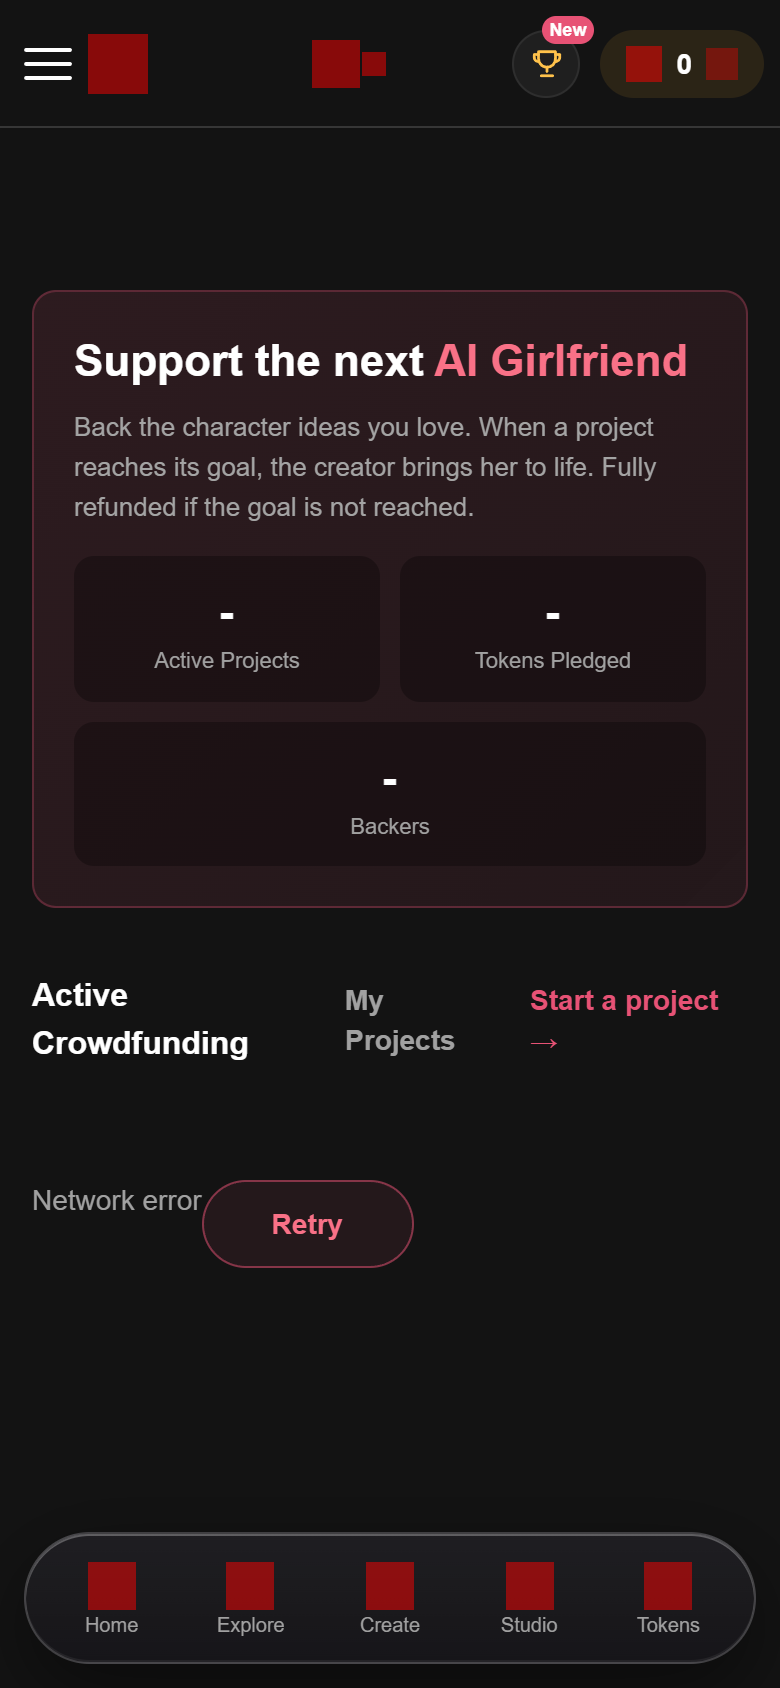 New
0
Support the next AI Girlfriend
Back the character ideas you love. When a project
reaches its goal, the creator brings her to life. Fully
refunded if the goal is not reached.
-
Active Projects
-
Tokens Pledged
-
Backers
Active
Crowdfunding
My
Projects
Start a project
→
Network error
Retry
Home
Explore
Create
Studio
Tokens